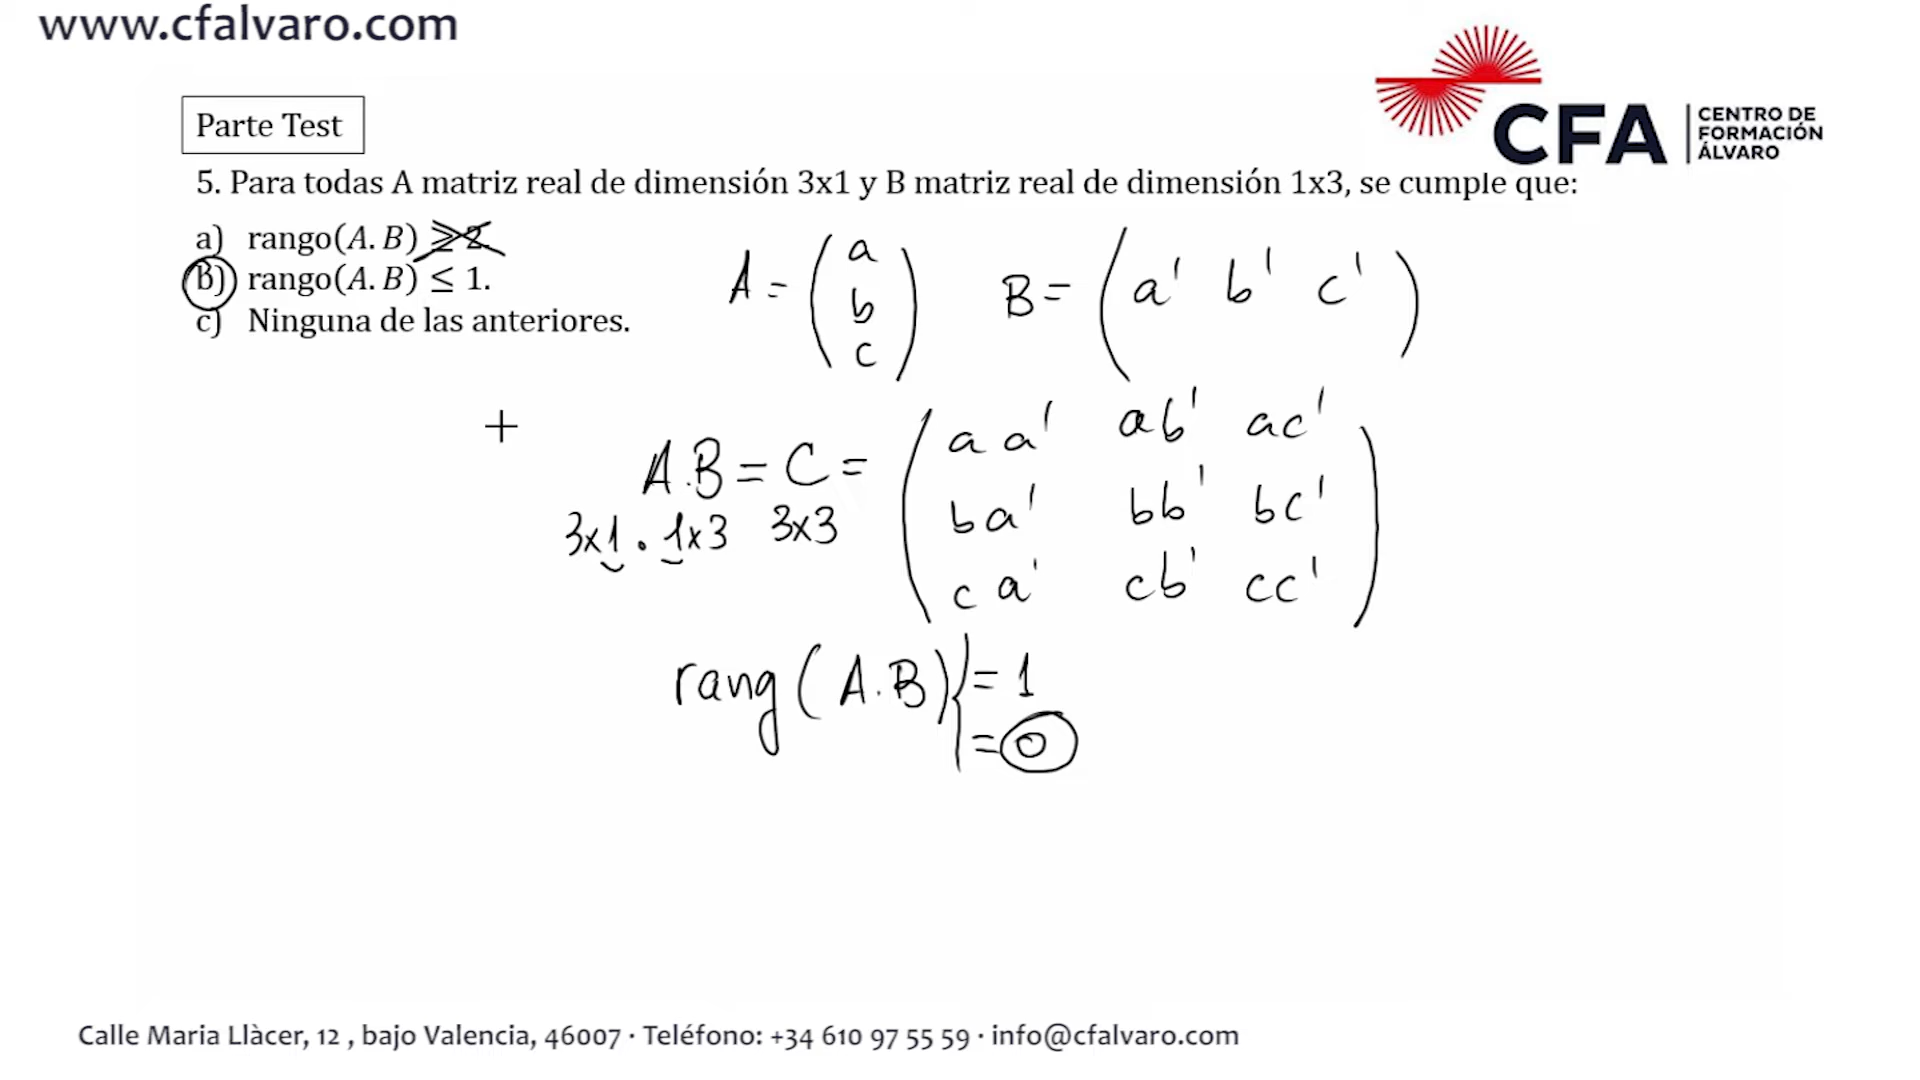 www.cfalvaro.com
CFA
CENTRO DE
FORMACIÓN
ÁLVARO
Parte Test
5. Para todas A matriz real de dimensión 3x1 y B matriz real de dimensión 1x3, se cumple que:
a) rango(A. B) ≥ 2.
b) rango(A. B) ≤ 1.
c) Ninguna de las anteriores.
A = ( a
b
c )
B = ( a' b' c' )
+
A.B = C =
3x1 . 1x3 3x3
aa' ab' ac'
ba' bb' bc'
ca' cb' cc'
rang (A.B) = 1
= 0
Calle Maria Llàcer, 12 , bajo Valencia, 46007 · Teléfono: +34 610 97 55 59 · info@cfalvaro.com